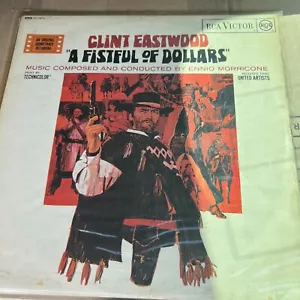 RCA VICTOR
AN ORIGINAL
SOUNDTRACK
RECORDING
CLINT EASTWOOD
"A FISTFUL OF DOLLARS"
MUSIC COMPOSED AND CONDUCTED BY ENNIO MORRICONE
TECHNICOLOR
UNITED ARTISTS